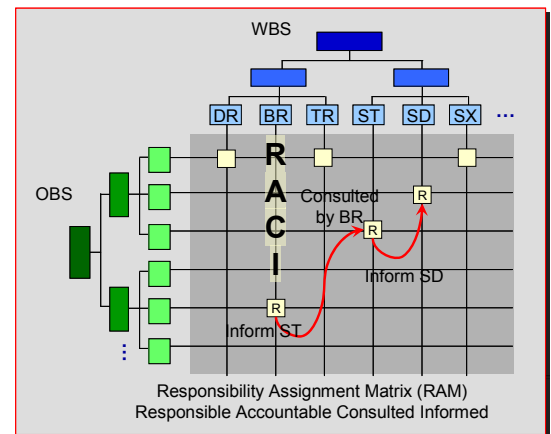 WBS
DR BR TR ST SD SX ...
R
A
C
I
OBS
Consulted
by BR
R
R
Inform SD
R
Inform ST
⋮
Responsibility Assignment Matrix (RAM)
Responsible Accountable Consulted Informed